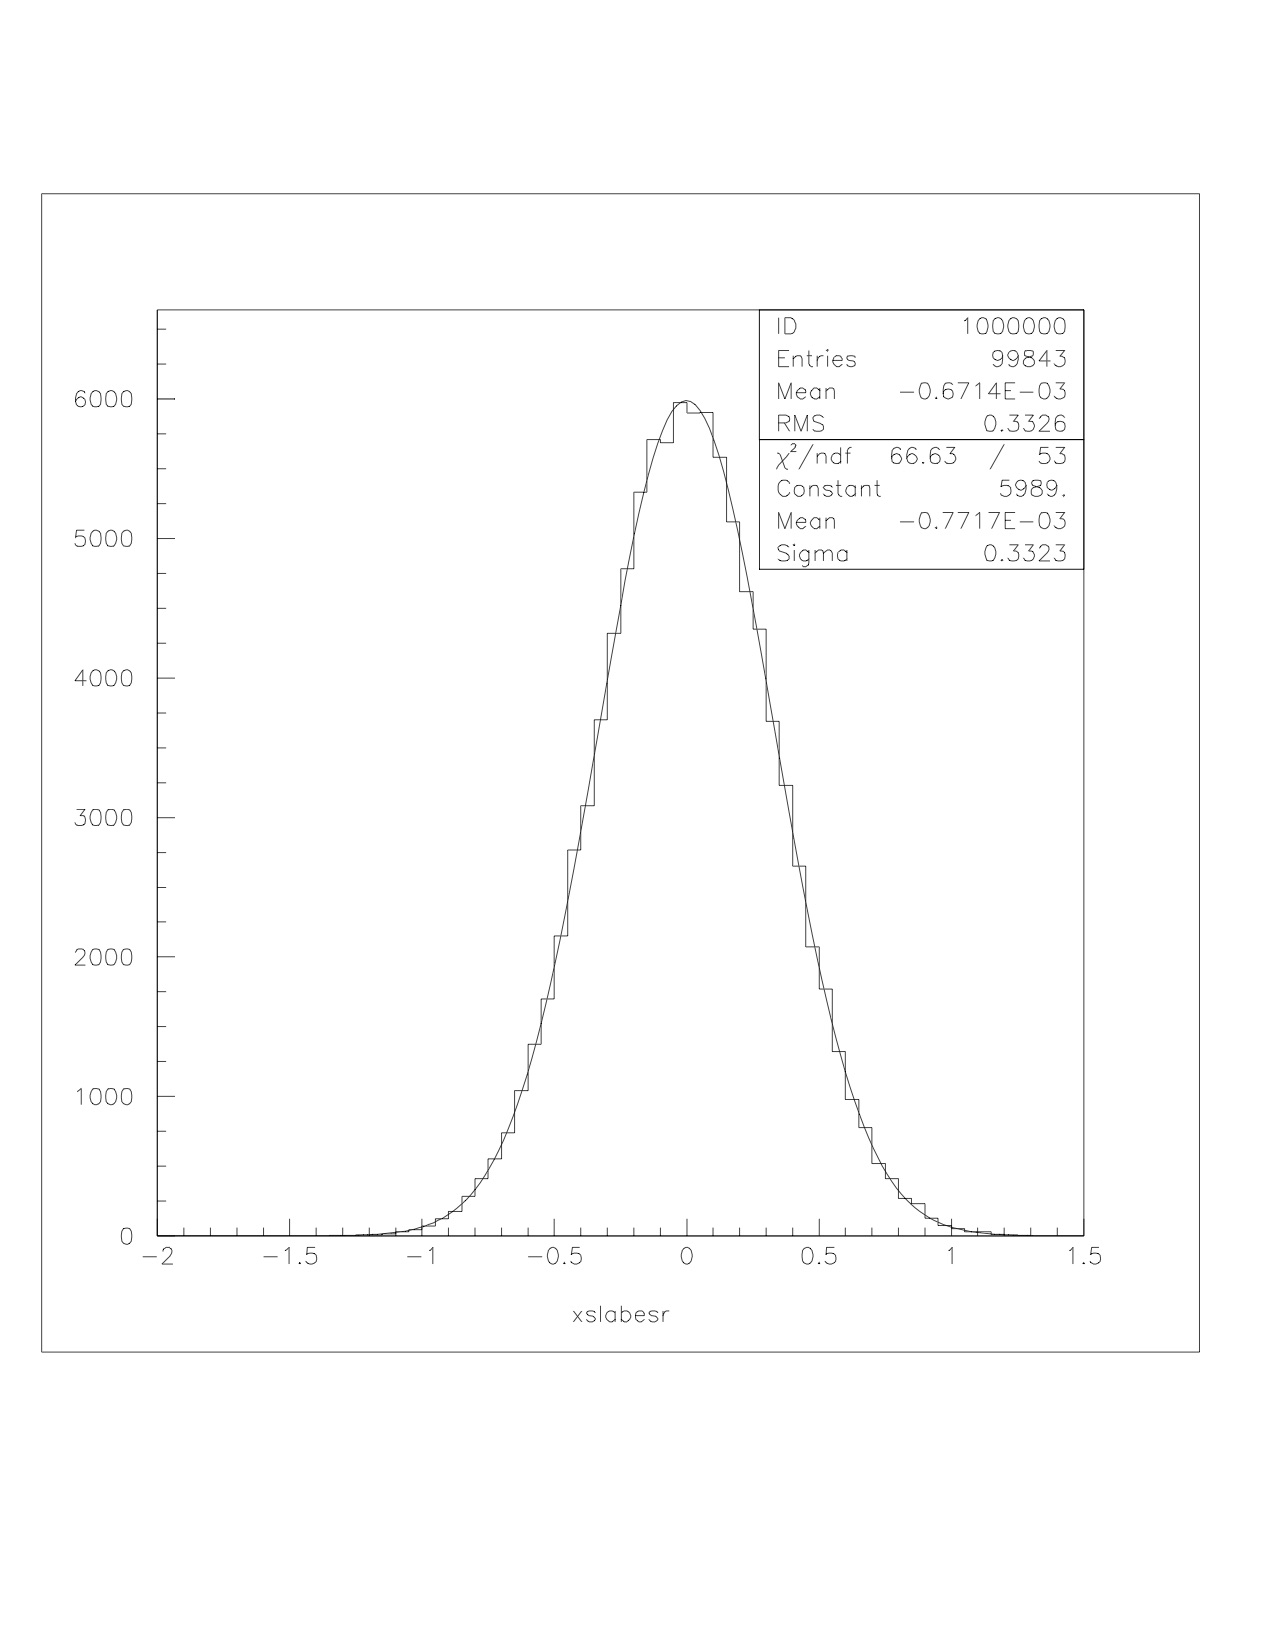 ID 1000000
Entries 99843
Mean −0.6714E−03
RMS 0.3326
χ²/ndf 66.63 / 53
Constant 5989.
Mean −0.7717E−03
Sigma 0.3323
6000
5000
4000
3000
2000
1000
0
−2 −1.5 −1 −0.5 0 0.5 1 1.5
xslabesr